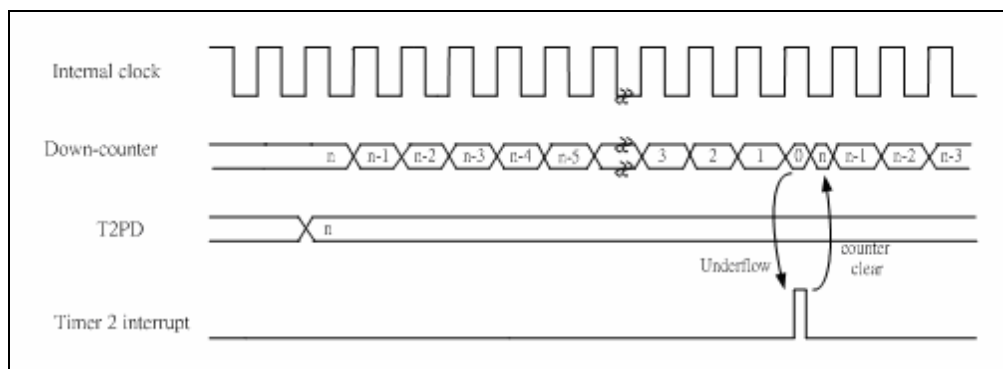 Internal clock
Down-counter
n n-1 n-2 n-3 n-4 n-5 3 2 1 0 n n-1 n-2 n-3
T2PD
n
Underflow
counter
clear
Timer 2 interrupt